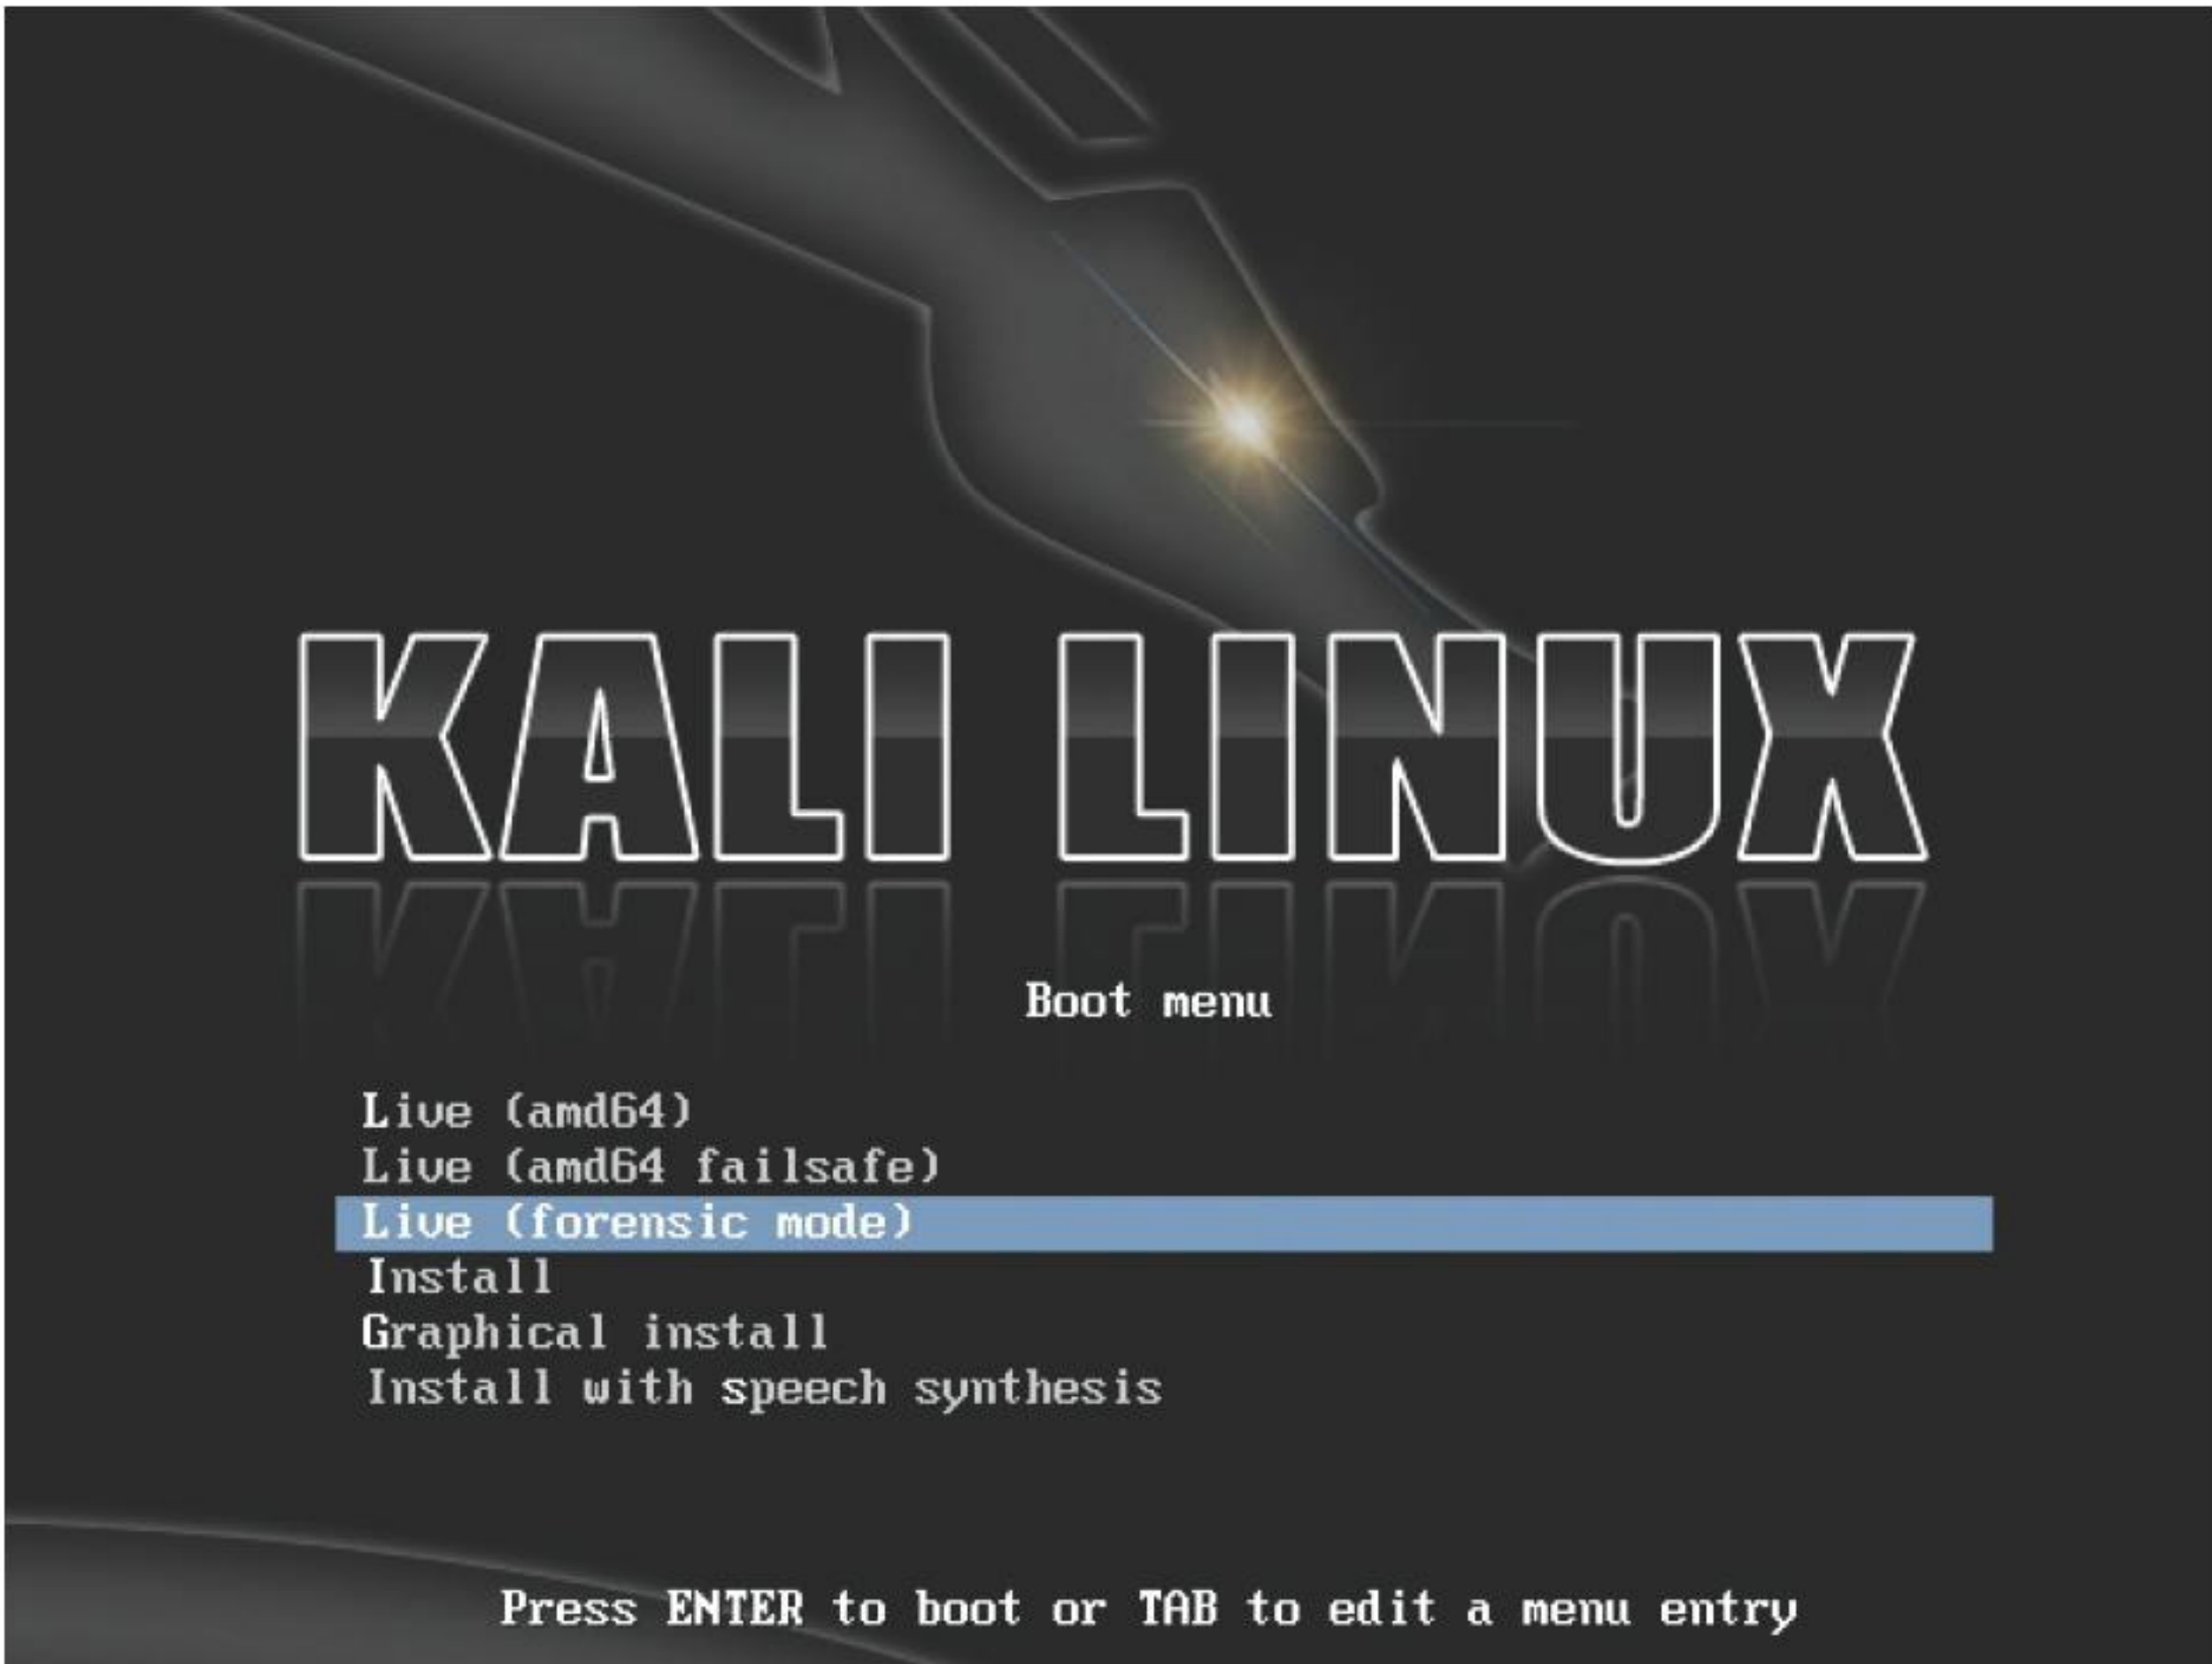 KALI LINUX
Boot menu
Live (amd64)
Live (amd64 failsafe)
Live (forensic mode)
Install
Graphical install
Install with speech synthesis
Press ENTER to boot or TAB to edit a menu entry